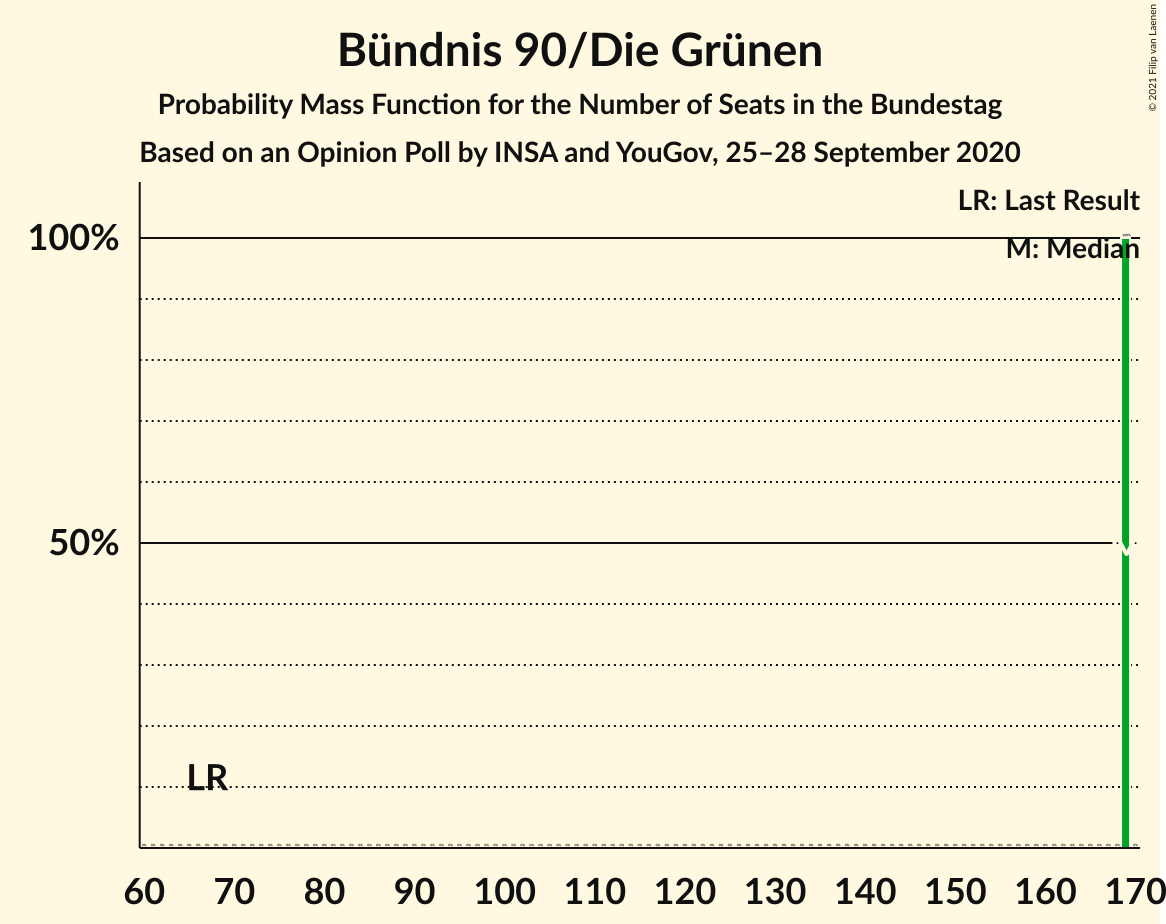 Bündnis 90/Die Grünen
Probability Mass Function for the Number of Seats in the Bundestag
Based on an Opinion Poll by INSA and YouGov, 25–28 September 2020
© 2021 Filip van Laenen
LR: Last Result
M: Median
100%
50%
M
LR
60 70 80 90 100 110 120 130 140 150 160 170